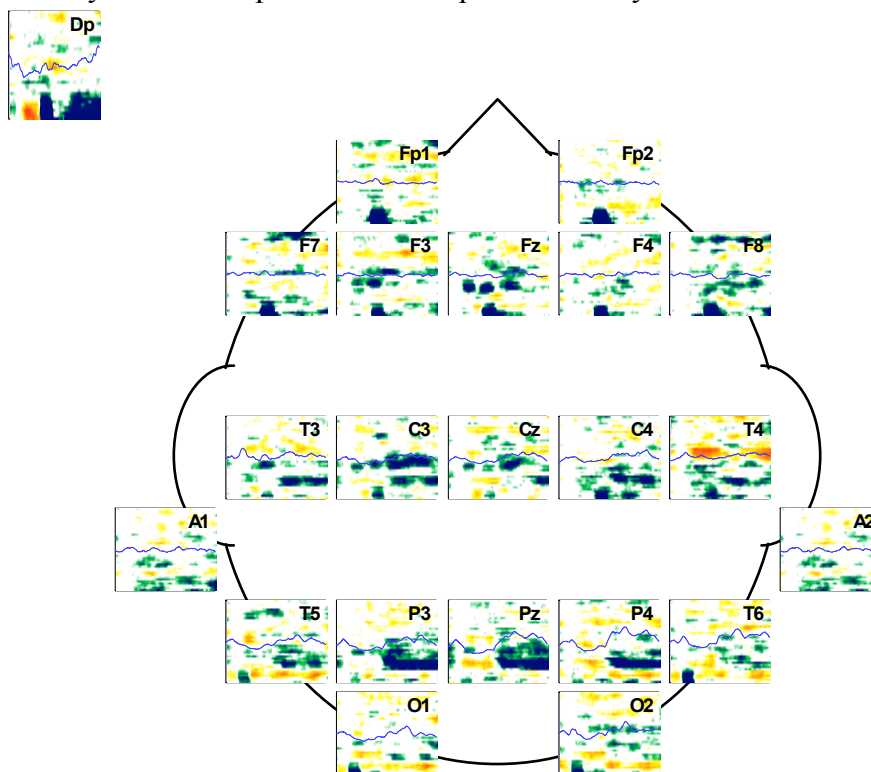 Dp
Fp1 Fp2
F7 F3 Fz F4 F8
T3 C3 Cz C4 T4
A1 A2
T5 P3 Pz P4 T6
O1 O2